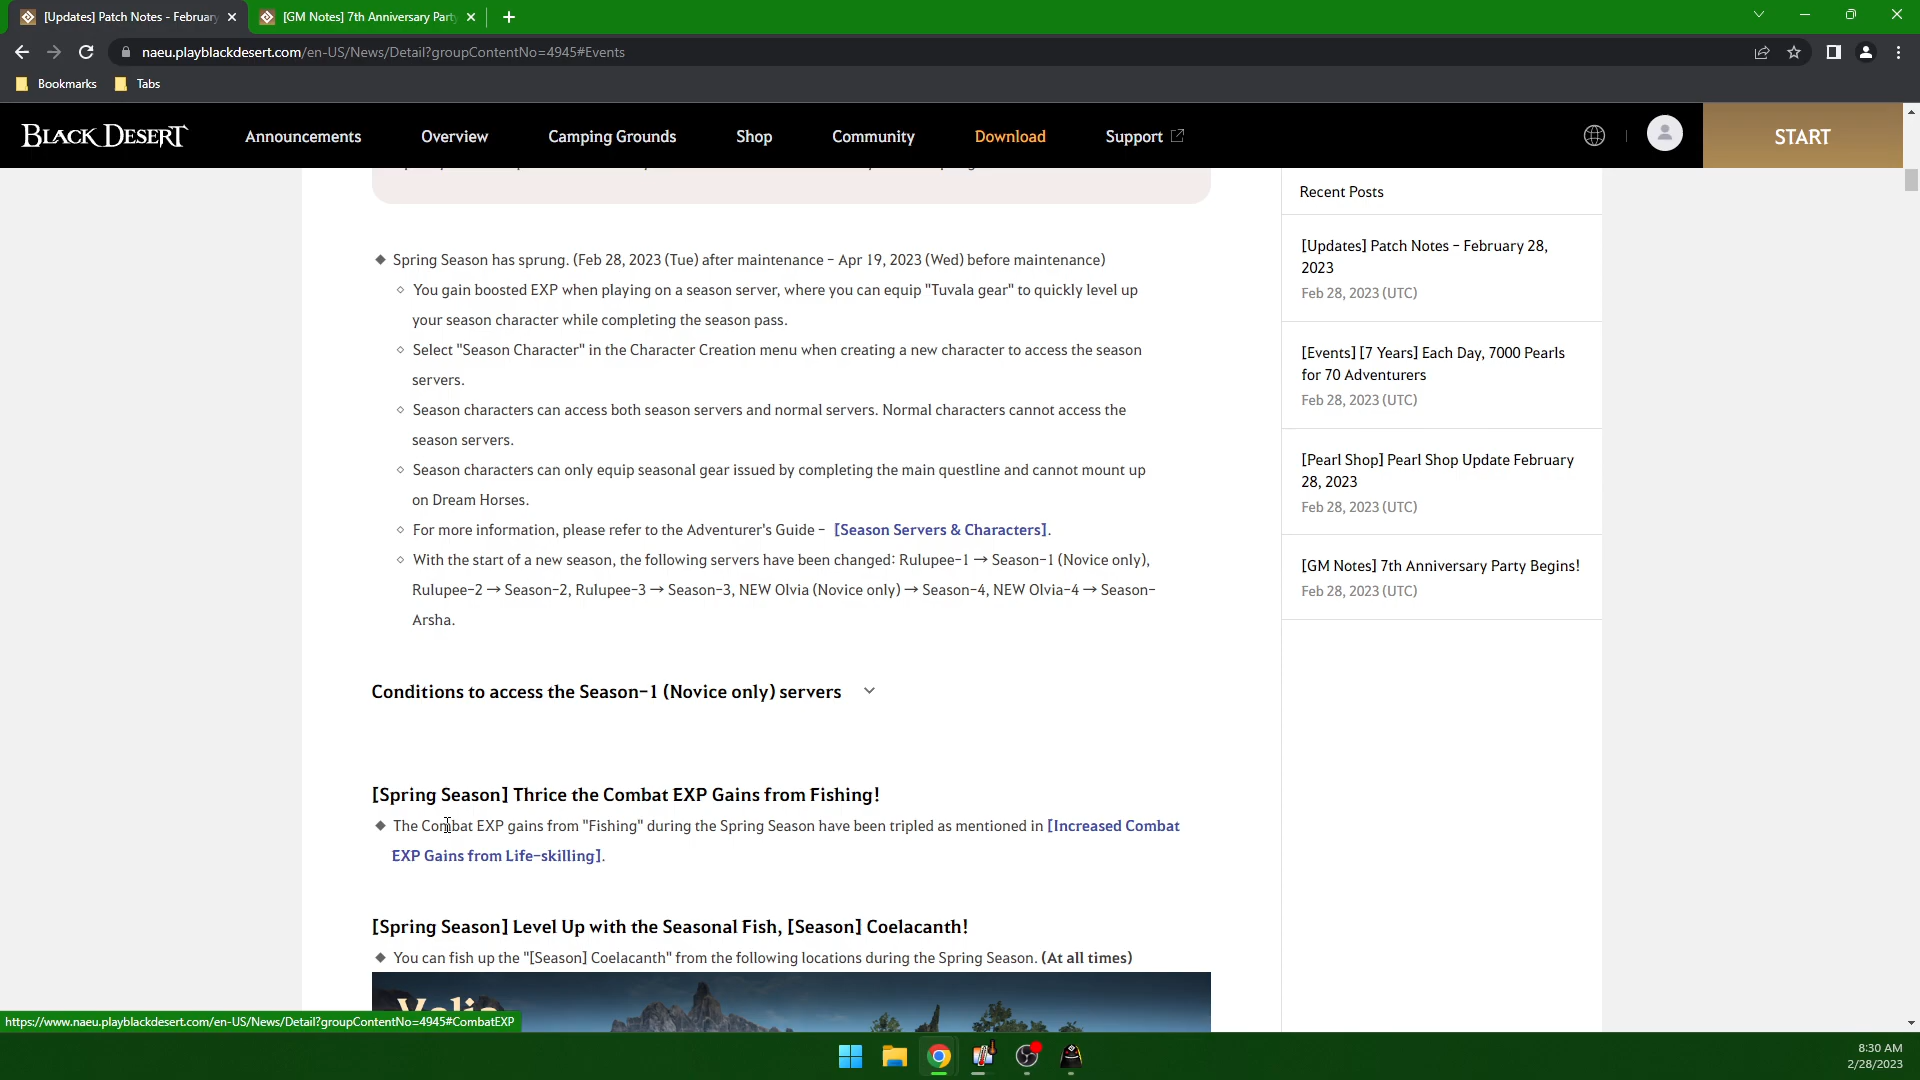 [Updates] Patch Notes - February
[GM Notes] 7th Anniversary Part
naeu.playblackdesert.com/en-US/News/Detail?groupContentNo=4945#Events
Bookmarks
Tabs
BLACK DESERT
Announcements
Overview
Camping Grounds
Shop
Community
Download
Support
START
Spring Season has sprung. (Feb 28, 2023 (Tue) after maintenance - Apr 19, 2023 (Wed) before maintenance)
You gain boosted EXP when playing on a season server, where you can equip "Tuvala gear" to quickly level up
your season character while completing the season pass.
Select "Season Character" in the Character Creation menu when creating a new character to access the season
servers.
Season characters can access both season servers and normal servers. Normal characters cannot access the
season servers.
Season characters can only equip seasonal gear issued by completing the main questline and cannot mount up
on Dream Horses.
For more information, please refer to the Adventurer's Guide - [Season Servers & Characters].
With the start of a new season, the following servers have been changed: Rulupee-1 → Season-1 (Novice only),
Rulupee-2 → Season-2, Rulupee-3 → Season-3, NEW Olvia (Novice only) → Season-4, NEW Olvia-4 → Season-
Arsha.
Conditions to access the Season-1 (Novice only) servers
[Spring Season] Thrice the Combat EXP Gains from Fishing!
The Combat EXP gains from "Fishing" during the Spring Season have been tripled as mentioned in [Increased Combat
EXP Gains from Life-skilling].
[Spring Season] Level Up with the Seasonal Fish, [Season] Coelacanth!
You can fish up the "[Season] Coelacanth" from the following locations during the Spring Season. (At all times)
Velia
Recent Posts
[Updates] Patch Notes - February 28,
2023
Feb 28, 2023 (UTC)
[Events] [7 Years] Each Day, 7000 Pearls
for 70 Adventurers
Feb 28, 2023 (UTC)
[Pearl Shop] Pearl Shop Update February
28, 2023
Feb 28, 2023 (UTC)
[GM Notes] 7th Anniversary Party Begins!
Feb 28, 2023 (UTC)
https://www.naeu.playblackdesert.com/en-US/News/Detail?groupContentNo=4945#CombatEXP
8:30 AM
2/28/2023